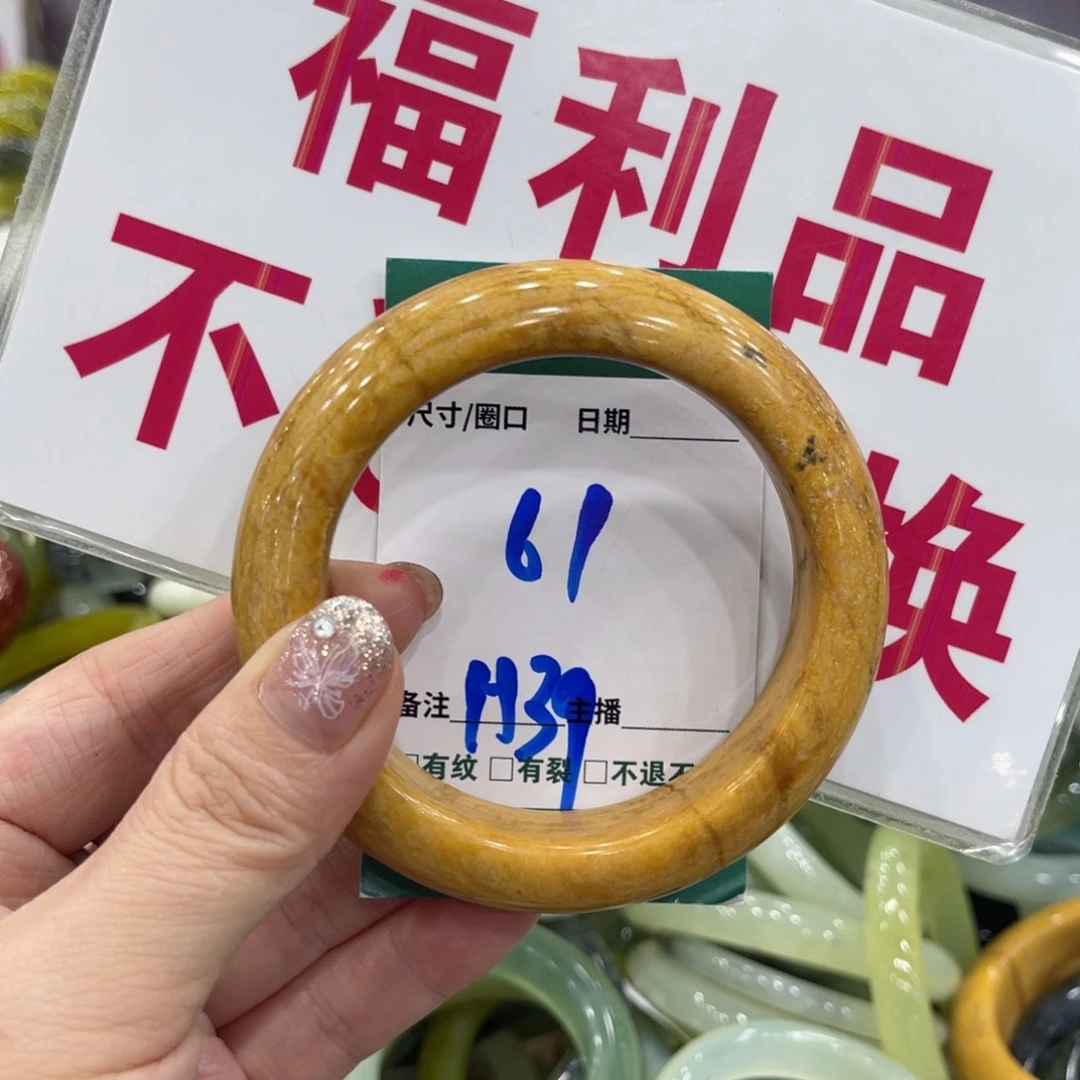 福利品
不
换
尺寸/圈口 日期
61
H39
备注 主播
□有纹 □有裂 □不退不